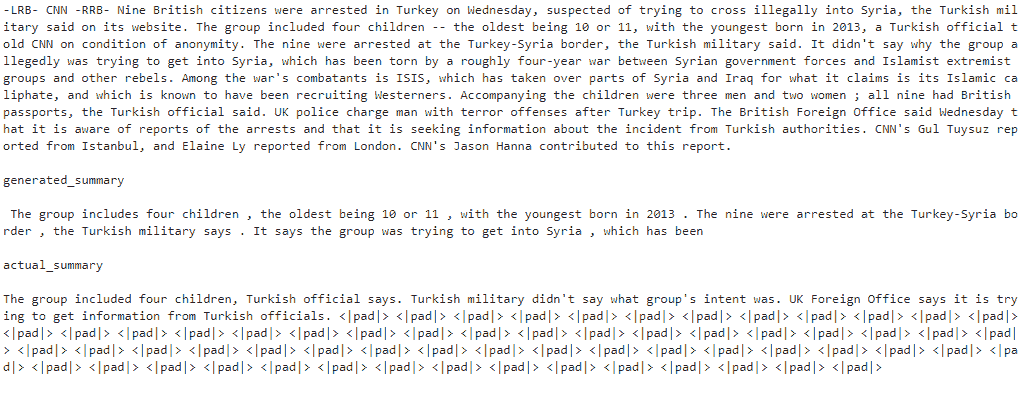 -LRB- CNN -RRB- Nine British citizens were arrested in Turkey on Wednesday, suspected of trying to cross illegally into Syria, the Turkish mil
itary said on its website. The group included four children -- the oldest being 10 or 11, with the youngest born in 2013, a Turkish official t
old CNN on condition of anonymity. The nine were arrested at the Turkey-Syria border, the Turkish military said. It didn't say why the group a
llegedly was trying to get into Syria, which has been torn by a roughly four-year war between Syrian government forces and Islamist extremist
groups and other rebels. Among the war's combatants is ISIS, which has taken over parts of Syria and Iraq for what it claims is its Islamic ca
liphate, and which is known to have been recruiting Westerners. Accompanying the children were three men and two women ; all nine had British
passports, the Turkish official said. UK police charge man with terror offenses after Turkey trip. The British Foreign Office said Wednesday t
hat it is aware of reports of the arrests and that it is seeking information about the incident from Turkish authorities. CNN's Gul Tuysuz rep
orted from Istanbul, and Elaine Ly reported from London. CNN's Jason Hanna contributed to this report.
generated_summary
The group includes four children , the oldest being 10 or 11 , with the youngest born in 2013 . The nine were arrested at the Turkey-Syria bo
rder , the Turkish military says . It says the group was trying to get into Syria , which has been
actual_summary
The group included four children, Turkish official says. Turkish military didn't say what group's intent was. UK Foreign Office says it is try
ing to get information from Turkish officials. <|pad|> <|pad|> <|pad|> <|pad|> <|pad|> <|pad|> <|pad|> <|pad|> <|pad|> <|pad|> <|pad|> <|pad|>
<|pad|> <|pad|> <|pad|> <|pad|> <|pad|> <|pad|> <|pad|> <|pad|> <|pad|> <|pad|> <|pad|> <|pad|> <|pad|> <|pad|> <|pad|> <|pad|> <|pad|> <|pad|
> <|pad|> <|pad|> <|pad|> <|pad|> <|pad|> <|pad|> <|pad|> <|pad|> <|pad|> <|pad|> <|pad|> <|pad|> <|pad|> <|pad|> <|pad|> <|pad|> <|pad|> <|pa
d|> <|pad|> <|pad|> <|pad|> <|pad|> <|pad|> <|pad|> <|pad|> <|pad|> <|pad|> <|pad|> <|pad|> <|pad|> <|pad|> <|pad|>